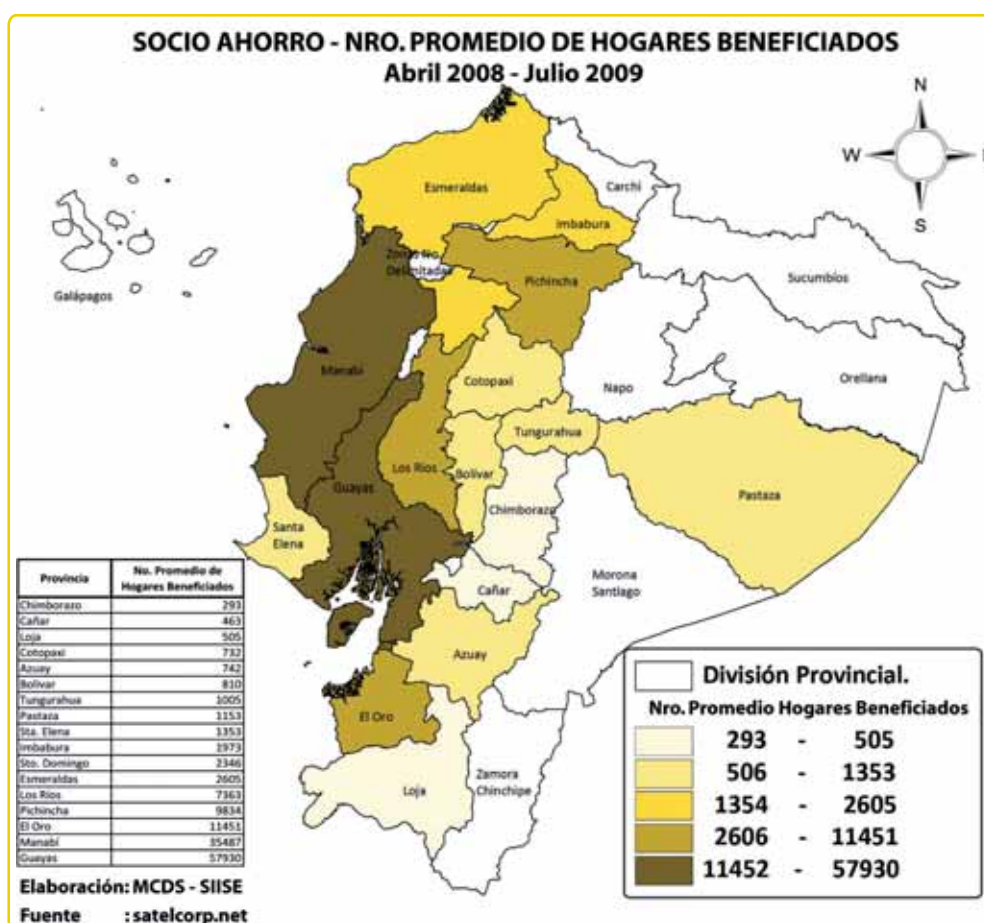 SOCIO AHORRO - NRO. PROMEDIO DE HOGARES BENEFICIADOS
Abril 2008 - Julio 2009
N
W
S
Esmeraldas
Carchi
Imbabura
Zonas No
Delimitadas
Pichincha
Sucumbíos
Galápagos
Manabí
Cotopaxi
Napo
Orellana
Tungurahua
Los Ríos
Bolivar
Guayas
Chimborazo
Pastaza
Santa
Elena
Cañar
Morona
Santiago
Azuay
El Oro
Loja
Zamora
Chinchipe
Provincia No. Promedio de
Hogares Beneficiados
Chimborazo 293
Cañar 463
Loja 505
Cotopaxi 732
Azuay 742
Bolivar 810
Tungurahua 1005
Pastaza 1153
Sta. Elena 1353
Imbabura 1973
Sto. Domingo 2346
Esmeraldas 2605
Los Rios 7363
Pichincha 9834
El Oro 11451
Manabí 35487
Guayas 57930
División Provincial.
Nro. Promedio Hogares Beneficiados
293 - 505
506 - 1353
1354 - 2605
2606 - 11451
11452 - 57930
Elaboración: MCDS - SIISE
Fuente : satelcorp.net